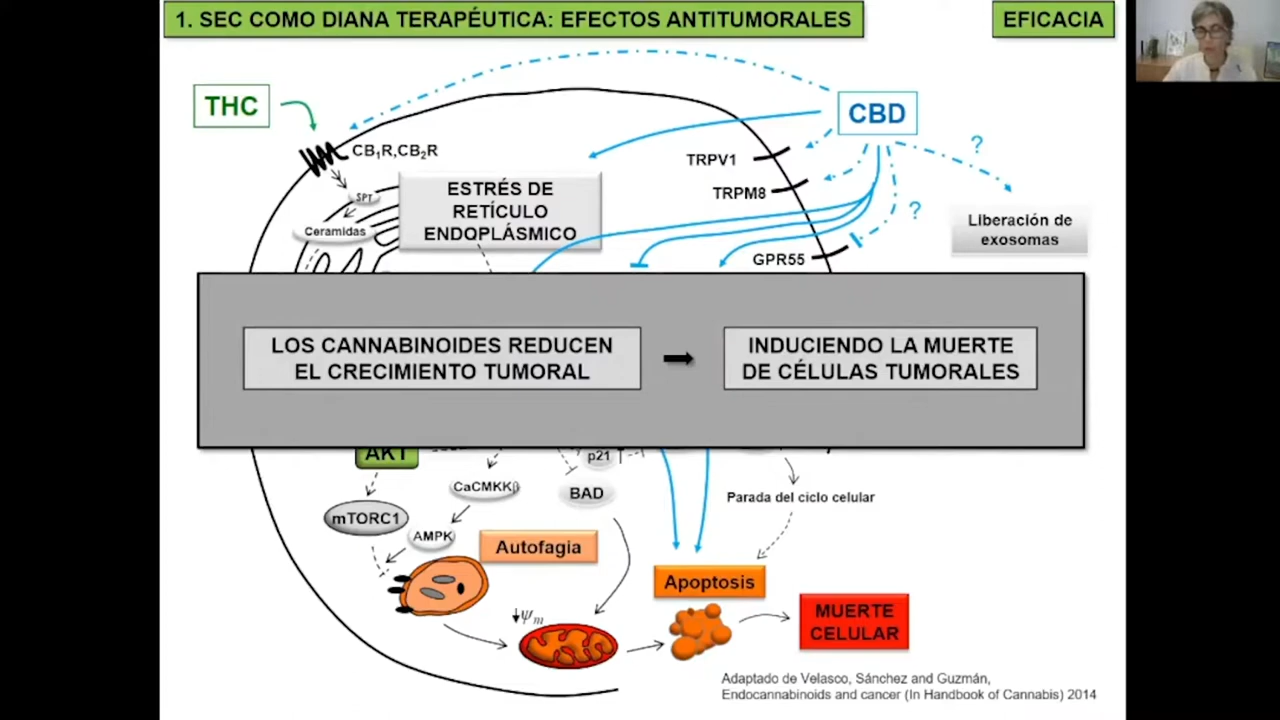 1. SEC COMO DIANA TERAPÉUTICA: EFECTOS ANTITUMORALES
EFICACIA
THC
CBD
CB₁R,CB₂R
TRPV1
TRPM8
?
?
SPT
Ceramidas
ESTRÉS DE
RETÍCULO
ENDOPLÁSMICO
Liberación de
exosomas
GPR55
LOS CANNABINOIDES REDUCEN
EL CRECIMIENTO TUMORAL
INDUCIENDO LA MUERTE
DE CÉLULAS TUMORALES
AKT
p21
CaCMKKβ
BAD
Parada del ciclo celular
mTORC1
AMPK
Autofagia
Apoptosis
↓ψm
MUERTE
CELULAR
Adaptado de Velasco, Sánchez and Guzmán,
Endocannabinoids and cancer (In Handbook of Cannabis) 2014